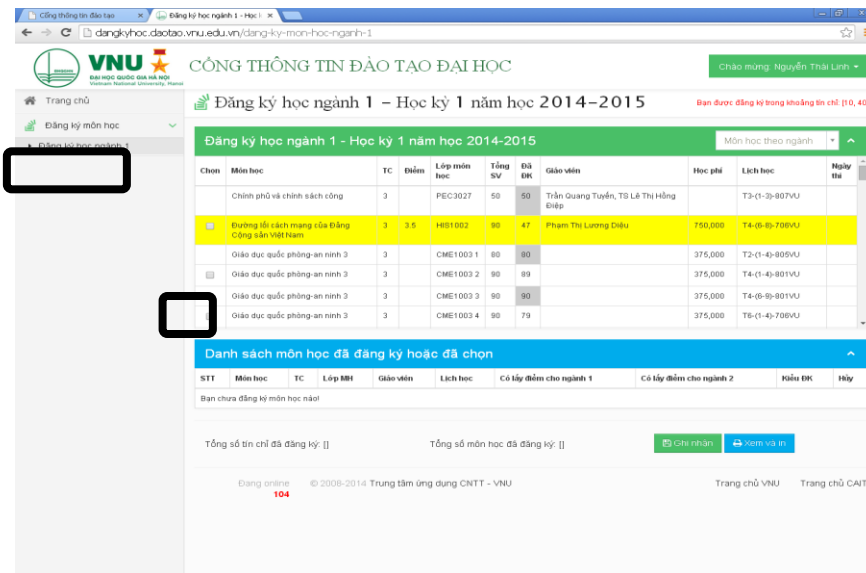 Cổng thông tin đào tạo
Đăng ký học ngành 1 - Học k
dangkyhoc.daotao.vnu.edu.vn/dang-ky-mon-hoc-nganh-1
VNU
ĐẠI HỌC QUỐC GIA HÀ NỘI
Vietnam National University, Hanoi
CỔNG THÔNG TIN ĐÀO TẠO ĐẠI HỌC
Chào mừng: Nguyễn Thái Linh
Trang chủ
Đăng ký môn học
Đăng ký học ngành 1
Đăng ký học ngành 1 – Học kỳ 1 năm học 2014–2015
Bạn được đăng ký trong khoảng tín chỉ: [10, 40
Đăng ký học ngành 1 - Học kỳ 1 năm học 2014-2015
Môn học theo ngành
Chọn Môn học TC Điểm Lớp môn học Tổng SV Đã ĐK Giáo viên Học phí Lịch học Ngày thi
Chính phủ và chính sách công 3 PEC3027 50 50 Trần Quang Tuyến, TS Lê Thị Hồng Điệp T3-(1-3)-807VU
Đường lối cách mạng của Đảng Cộng sản Việt Nam 3 3.5 HIS1002 80 47 Phạm Thị Lương Diệu 750,000 T4-(6-8)-706VU
Giáo dục quốc phòng-an ninh 3 3 CME1003 1 80 80 375,000 T2-(1-4)-805VU
Giáo dục quốc phòng-an ninh 3 3 CME1003 2 90 89 375,000 T4-(1-4)-801VU
Giáo dục quốc phòng-an ninh 3 3 CME1003 3 90 90 375,000 T4-(6-9)-801VU
Giáo dục quốc phòng-an ninh 3 3 CME1003 4 90 79 375,000 T6-(1-4)-706VU
Danh sách môn học đã đăng ký hoặc đã chọn
STT Môn học TC Lớp MH Giáo viên Lịch học Có lấy điểm cho ngành 1 Có lấy điểm cho ngành 2 Kiểu ĐK Hủy
Bạn chưa đăng ký môn học nào!
Tổng số tín chỉ đã đăng ký: []
Tổng số môn học đã đăng ký: []
Ghi nhận
Xem và in
Đang online 104
© 2008-2014 Trung tâm ứng dụng CNTT - VNU
Trang chủ VNU
Trang chủ CAIT